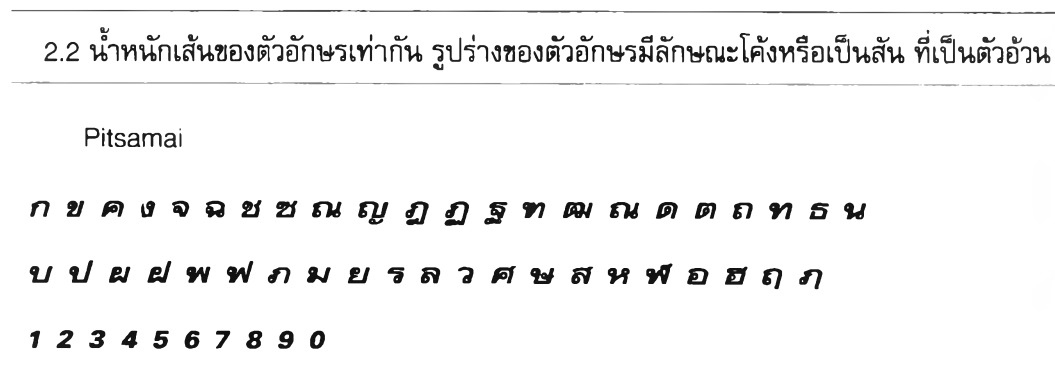 2.2 น้ำหนักเส้นของตัวอักษรเท่ากัน รูปร่างของตัวอักษรมีลักษณะโค้งหรือเป็นสัน ที่เป็นตัวอ้วน
Pitsamai
ก ข ค ง จ ฉ ช ซ ณ ญ ฎ ฏ ฐ ฑ ฒ ณ ด ต ถ ท ธ น
บ ป ผ ฝ พ ฟ ภ ม ย ร ล ว ศ ษ ส ห ฬ อ ฮ ฤ ภ
1 2 3 4 5 6 7 8 9 0